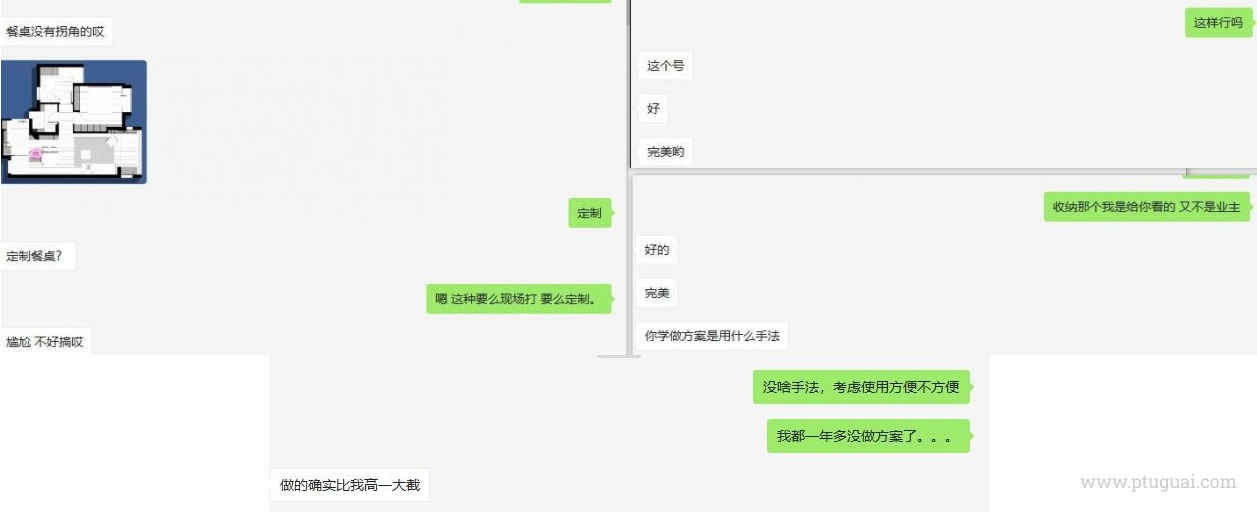 餐桌没有拐角的哎
定制
定制餐桌？
嗯 这种要么现场打 要么定制。
尴尬 不好搞哎
这样行吗
这个号
好
完美哟
收纳那个我是给你看的 又不是业主
好的
完美
你学做方案是用什么手法
没啥手法，考虑使用方便不方便
我都一年多没做方案了。。。
做的确实比我高一大截
www.ptuguai.com